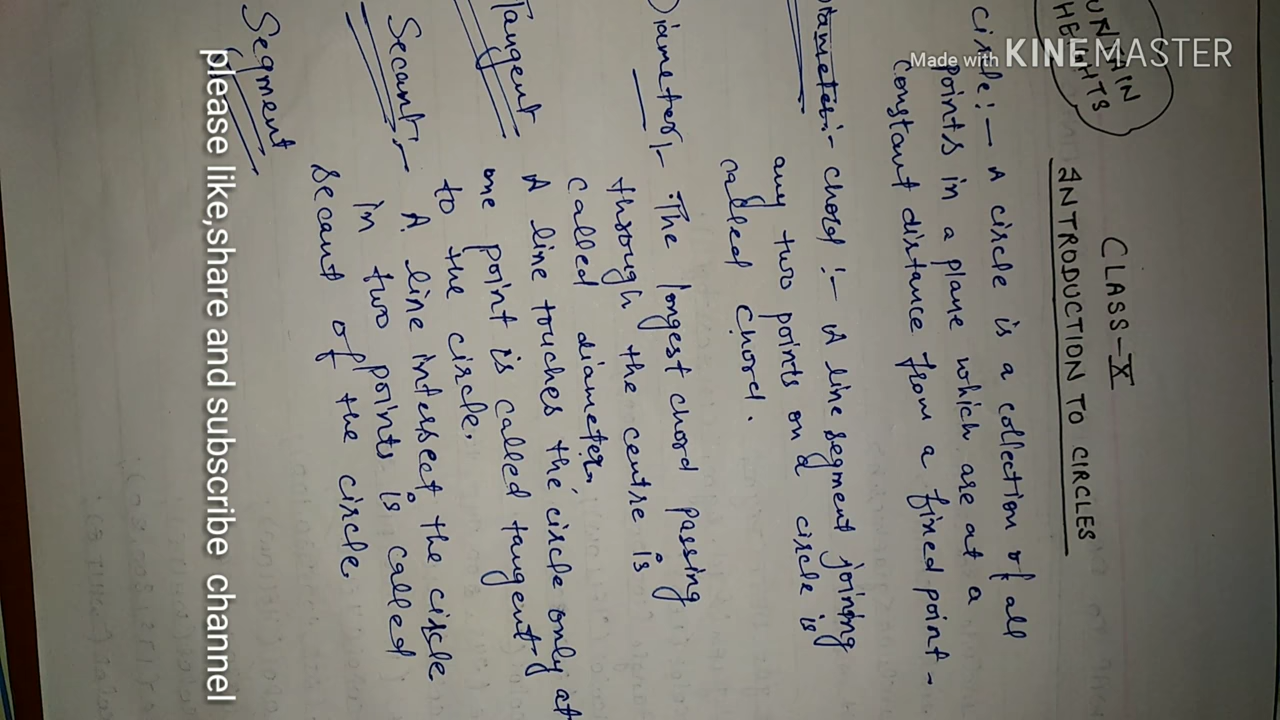 CLASS-X
INTRODUCTION TO CIRCLES
circle:- A circle is a collection of all
points in a plane which are at a
constant distance from a fixed point-
chord:- A line segment joining
any two points on a circle is
called chord.
Diameter:- The longest chord passing
through the centre is
called diameter.
Tangent A line touches the circle only at
one point is called tangent
to the circle.
Secant:- A line intersect the circle
in two points is called
secant of the circle.
Segment
please like,share and subscribe channel
Made with KINEMASTER